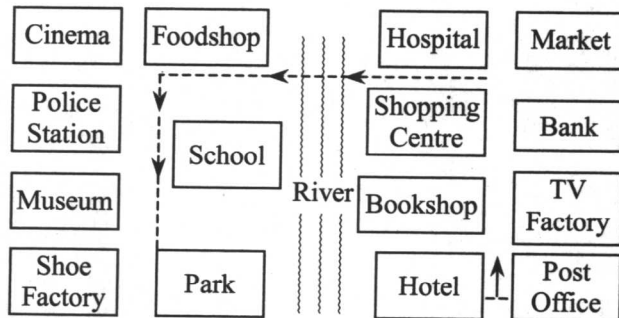 Cinema
Foodshop
Hospital
Market
Police
Station
Shopping
Centre
Bank
School
River
Museum
Bookshop
TV
Factory
Shoe
Factory
Park
Hotel
Post
Office